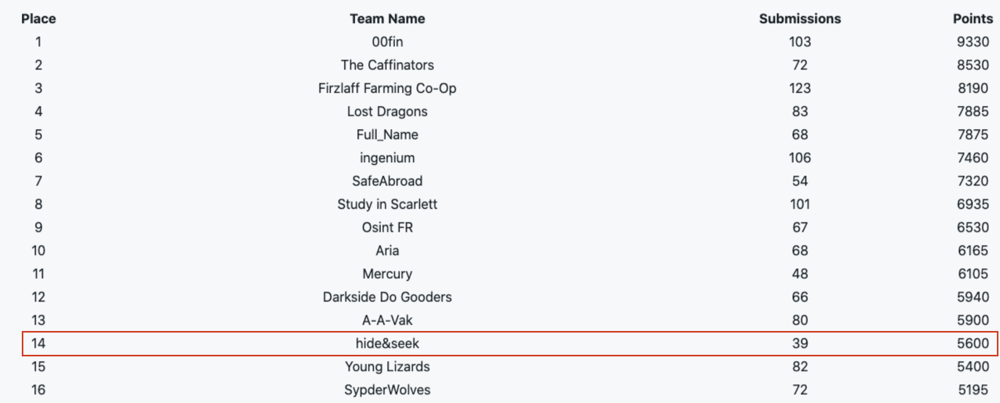 Place Team Name Submissions Points
1 00fin 103 9330
2 The Caffinators 72 8530
3 Firzlaff Farming Co-Op 123 8190
4 Lost Dragons 83 7885
5 Full_Name 68 7875
6 ingenium 106 7460
7 SafeAbroad 54 7320
8 Study in Scarlett 101 6935
9 Osint FR 67 6530
10 Aria 68 6165
11 Mercury 48 6105
12 Darkside Do Gooders 66 5940
13 A-A-Vak 80 5900
14 hide&seek 39 5600
15 Young Lizards 82 5400
16 SypderWolves 72 5195